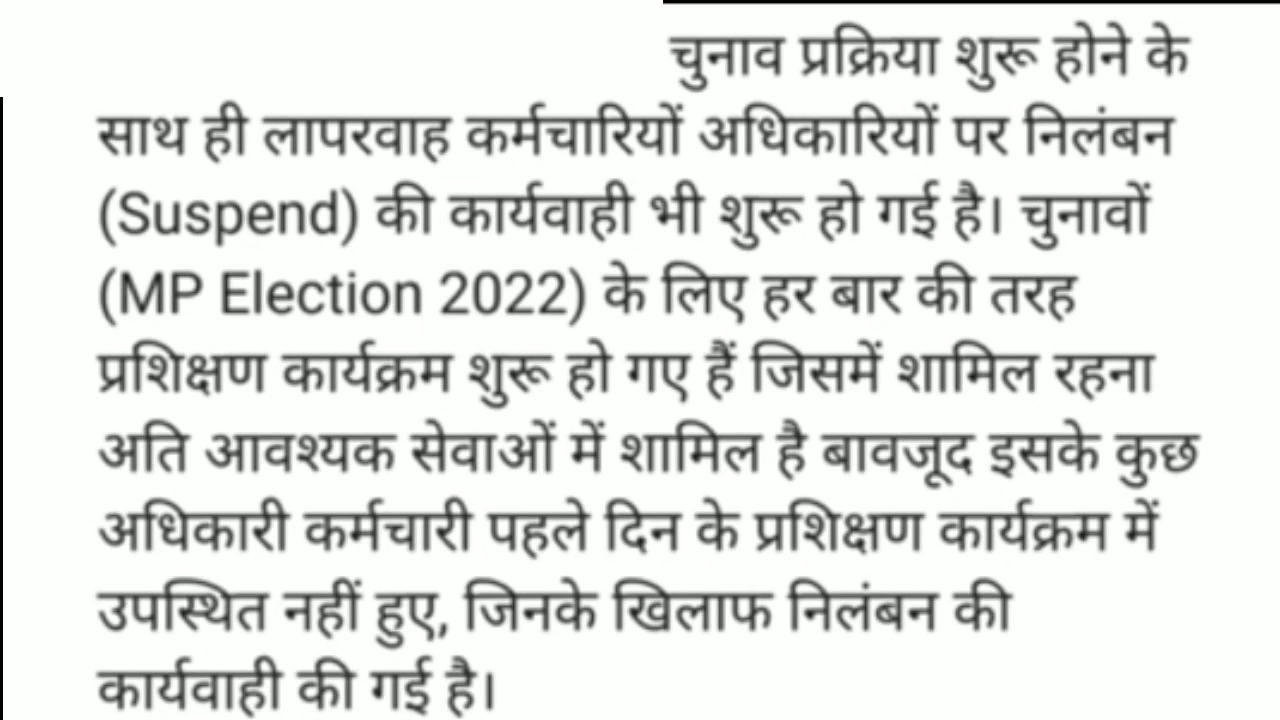 चुनाव प्रक्रिया शुरू होने के
साथ ही लापरवाह कर्मचारियों अधिकारियों पर निलंबन
(Suspend) की कार्यवाही भी शुरू हो गई है। चुनावों
(MP Election 2022) के लिए हर बार की तरह
प्रशिक्षण कार्यक्रम शुरू हो गए हैं जिसमें शामिल रहना
अति आवश्यक सेवाओं में शामिल है बावजूद इसके कुछ
अधिकारी कर्मचारी पहले दिन के प्रशिक्षण कार्यक्रम में
उपस्थित नहीं हुए, जिनके खिलाफ निलंबन की
कार्यवाही की गई है।